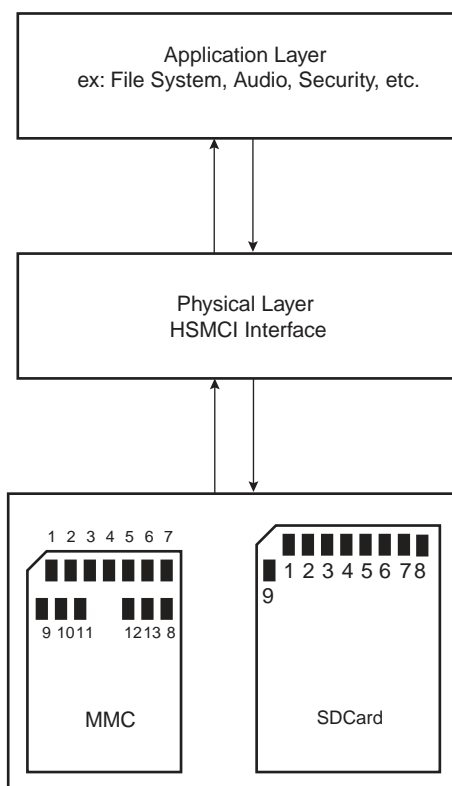 Application Layer
ex: File System, Audio, Security, etc.
Physical Layer
HSMCI Interface
1 2 3 4 5 6 7
9 10 11 12 13 8
MMC
1 2 3 4 5 6 7 8
9
SDCard